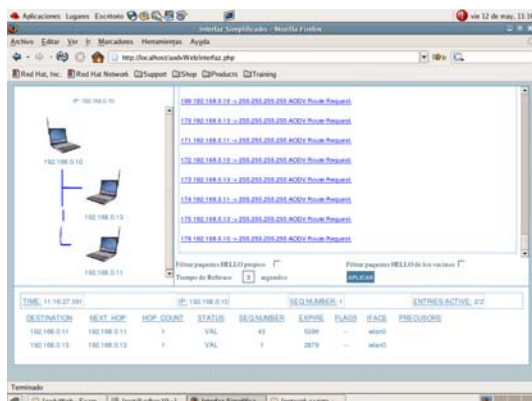 Aplicaciones Lugares Escritorio
vie 12 de may, 11:16
Interfaz Simplificado - Mozilla Firefox
Archivo Editar Ver Ir Marcadores Herramientas Ayuda
http://localhost/aodvWeb/interfaz.php
Red Hat, Inc. Red Hat Network Support Shop Products Training
IP: 192.168.0.10
192.168.0.10
192.168.0.13
192.168.0.11
169 192.168.0.10 -> 255.255.255.255 AODV Route Request
170 192.168.0.13 -> 255.255.255.255 AODV Route Request
171 192.168.0.11 -> 255.255.255.255 AODV Route Request
172 192.168.0.10 -> 255.255.255.255 AODV Route Request
173 192.168.0.13 -> 255.255.255.255 AODV Route Request
174 192.168.0.11 -> 255.255.255.255 AODV Route Request
175 192.168.0.13 -> 255.255.255.255 AODV Route Request
176 192.168.0.10 -> 255.255.255.255 AODV Route Request
Filtrar paquetes HELLO propios
Filtrar paquetes HELLO de los vecinos
Tiempo de Refresco 3 segundos
APLICAR
TIME: 11:16:27.391 IP: 192.168.0.10 SEQ.NUMBER: 1 ENTRIES/ACTIVE: 2/2
DESTINATION NEXT HOP HOP COUNT STATUS SEQ.NUMBER EXPIRE FLAGS IFACE PRECUSORS
192.168.0.11 192.168.0.11 1 VAL 43 5399 -- wlan0
192.168.0.13 192.168.0.13 1 VAL 1 2879 -- wlan0
Terminado
Interfaz Simplifica